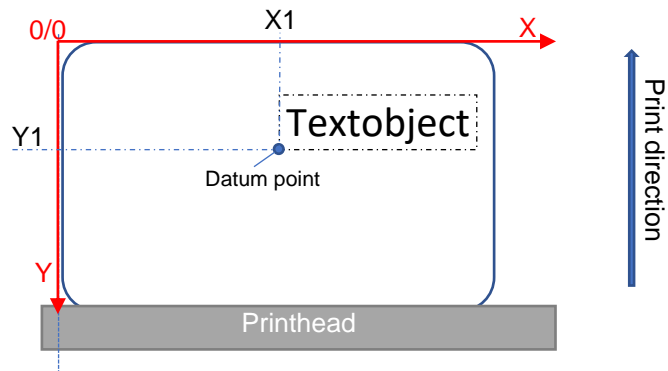 X1
0/0
X
Textobject
Y1
Datum point
Print direction
Y
Printhead